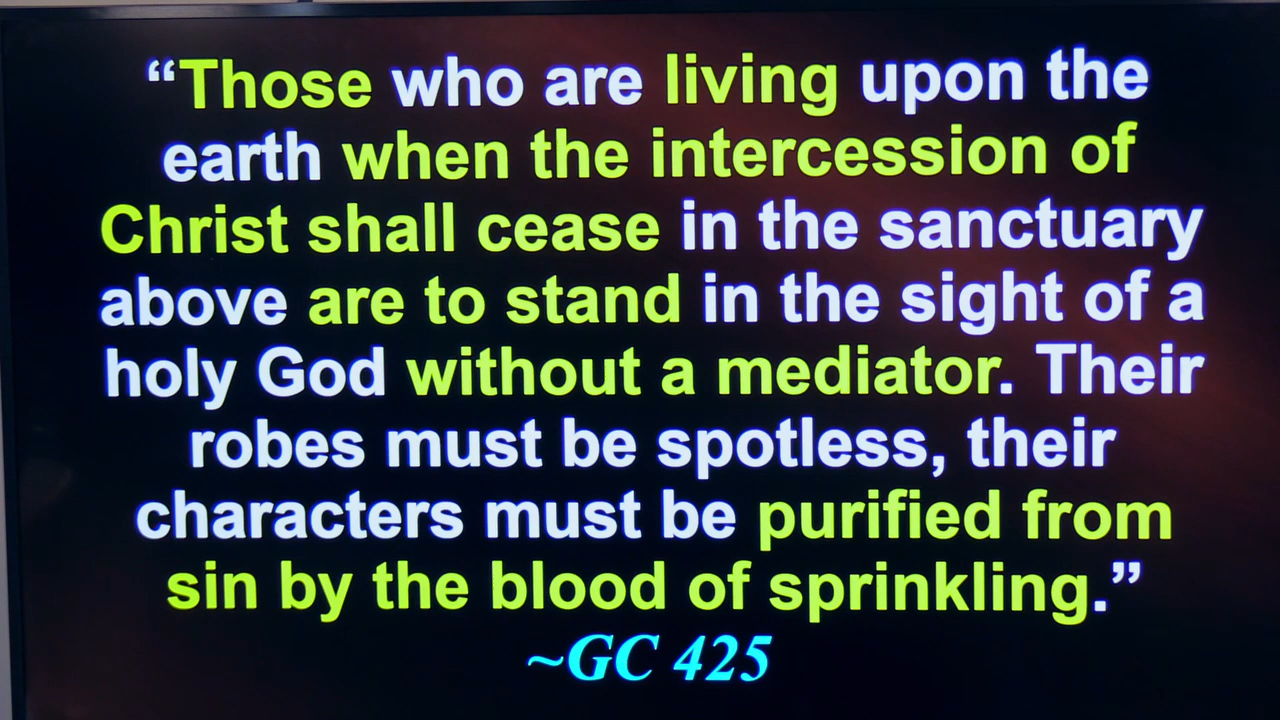 “Those who are living upon the
earth when the intercession of
Christ shall cease in the sanctuary
above are to stand in the sight of a
holy God without a mediator. Their
robes must be spotless, their
characters must be purified from
sin by the blood of sprinkling.”
~GC 425